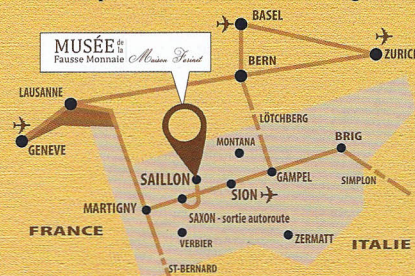 BASEL
MUSÉE de la
Fausse Monnaie Maison Farinet
ZURICH
BERN
LAUSANNE
LÖTCHBERG
GENEVE
MONTANA
BRIG
SAILLON
GAMPEL
SIMPLON
SION
MARTIGNY
SAXON - sortie autoroute
FRANCE
VERBIER
ZERMATT
ITALIE
ST-BERNARD